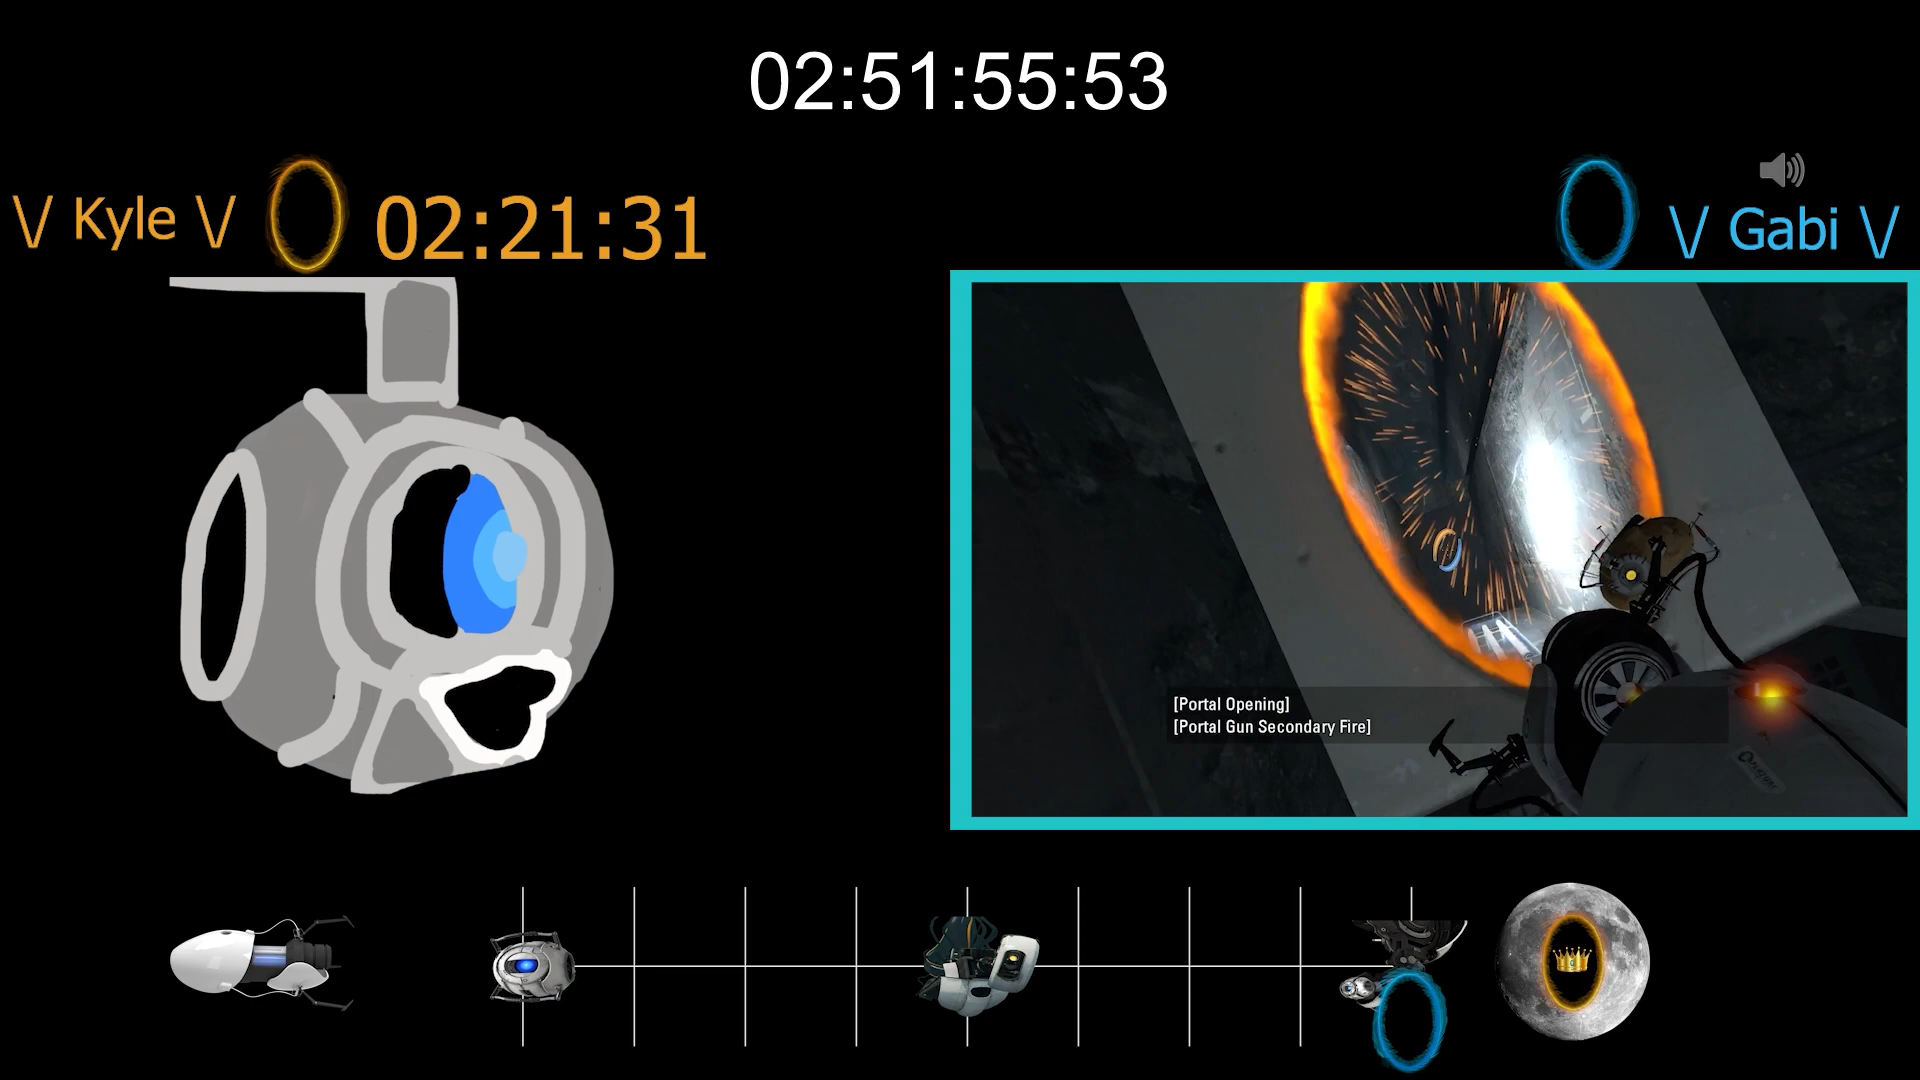 02:51:55:53
\/ Kyle \/
02:21:31
\/ Gabi \/
[Portal Opening]
[Portal Gun Secondary Fire]